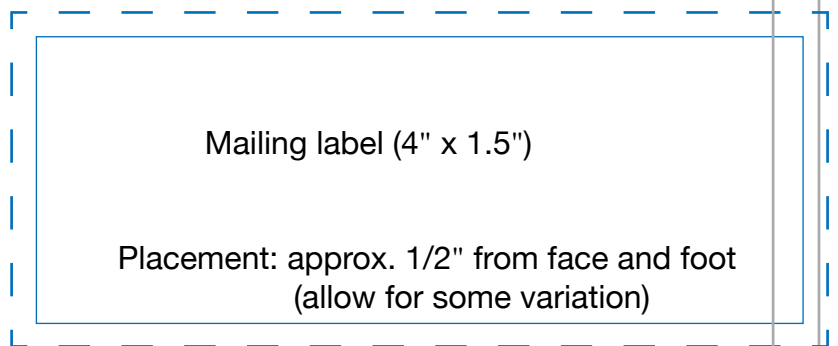 Mailing label (4" x 1.5")
Placement: approx. 1/2" from face and foot
(allow for some variation)